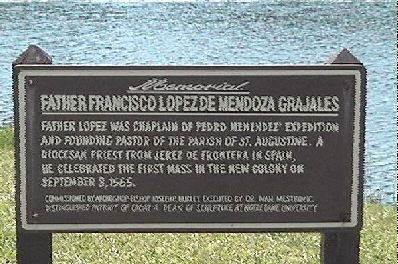 Memorial
FATHER FRANCISCO LOPEZ DE MENDOZA GRAJALES
FATHER LOPEZ WAS CHAPLAIN OF PEDRO MENENDEZ' EXPEDITION
AND FOUNDING PASTOR OF THE PARISH OF ST. AUGUSTINE. A
DIOCESAN PRIEST FROM JEREZ DE FRONTERA IN SPAIN,
HE CELEBRATED THE FIRST MASS IN THE NEW COLONY ON
SEPTEMBER 8, 1565.
COMMISSIONED BY ARCHBISHOP-BISHOP JOSEPH P. HURLEY. EXECUTED BY DR. IVAN MESTROVIC.
DISTINGUISHED PATRIOT OF CROATIA. DEAN OF SCULPTURE AT NOTRE DAME UNIVERSITY